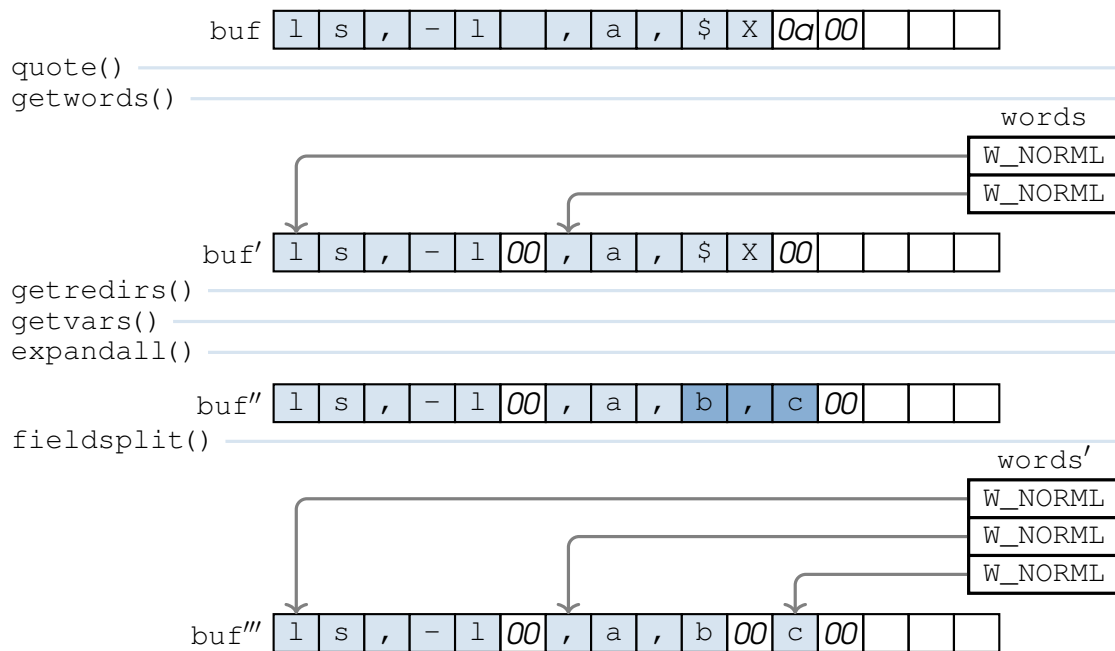 buf l s , - l , a , $ X 0a 00
quote()
getwords()
words
W_NORML
W_NORML
buf′ l s , - l 00 , a , $ X 00
getredirs()
getvars()
expandall()
buf″ l s , - l 00 , a , b , c 00
fieldsplit()
words′
W_NORML
W_NORML
W_NORML
buf‴ l s , - l 00 , a , b 00 c 00